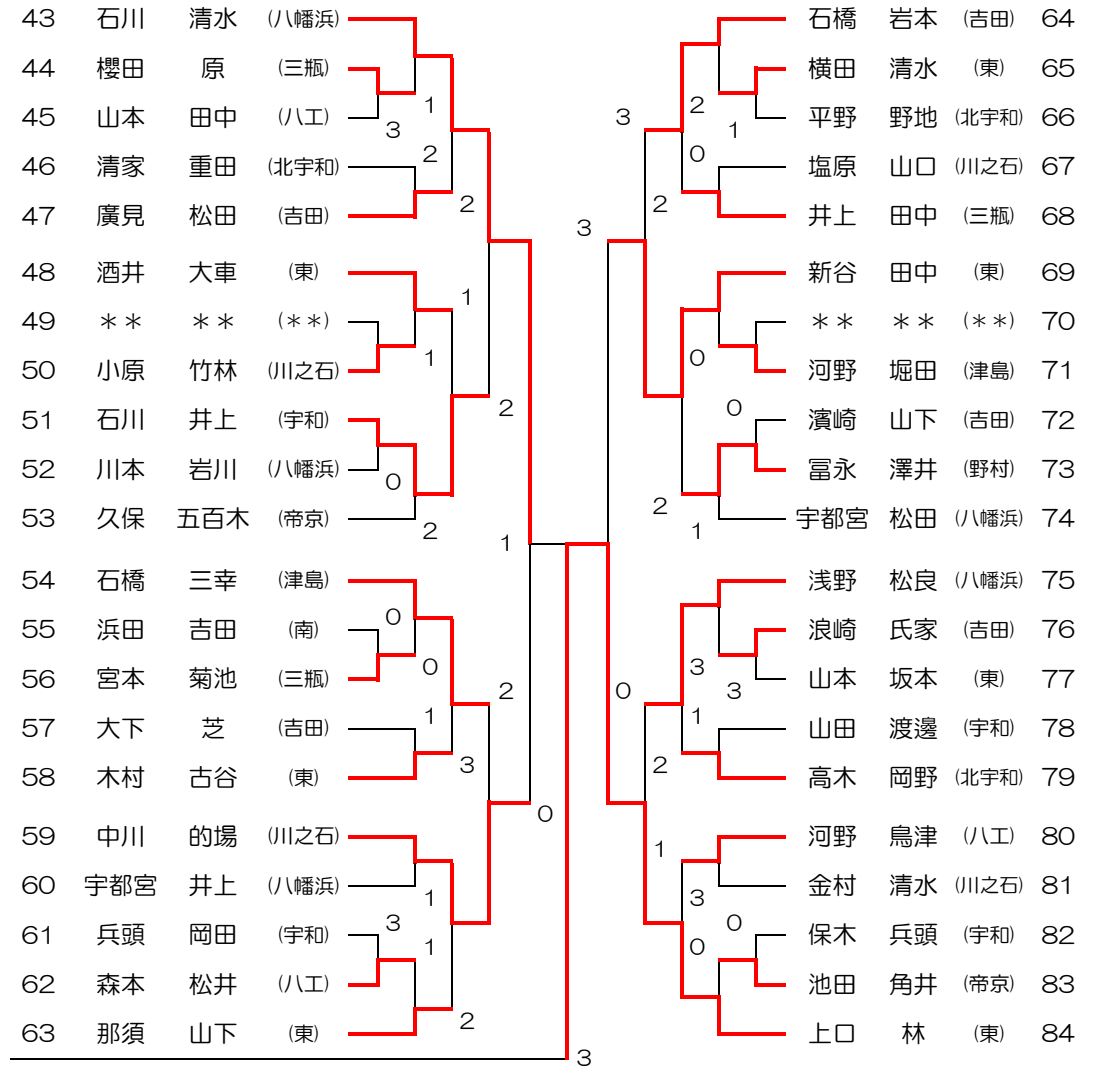 43 石川 清水 (八幡浜)
44 櫻田 原 (三瓶)
45 山本 田中 (八工)
46 清家 重田 (北宇和)
47 廣見 松田 (吉田)
48 酒井 大車 (東)
49 ＊＊ ＊＊ (＊＊)
50 小原 竹林 (川之石)
51 石川 井上 (宇和)
52 川本 岩川 (八幡浜)
53 久保 五百木 (帝京)
54 石橋 三幸 (津島)
55 浜田 吉田 (南)
56 宮本 菊池 (三瓶)
57 大下 芝 (吉田)
58 木村 古谷 (東)
59 中川 的場 (川之石)
60 宇都宮 井上 (八幡浜)
61 兵頭 岡田 (宇和)
62 森本 松井 (八工)
63 那須 山下 (東)
1
3
2
2
1
1
2
0
2
1
0
0
2
1
3
0
1
3
1
2
3
石橋 岩本 (吉田) 64
横田 清水 (東) 65
平野 野地 (北宇和) 66
塩原 山口 (川之石) 67
井上 田中 (三瓶) 68
新谷 田中 (東) 69
＊＊ ＊＊ (＊＊) 70
河野 堀田 (津島) 71
濱崎 山下 (吉田) 72
冨永 澤井 (野村) 73
宇都宮 松田 (八幡浜) 74
浅野 松良 (八幡浜) 75
浪崎 氏家 (吉田) 76
山本 坂本 (東) 77
山田 渡邊 (宇和) 78
高木 岡野 (北宇和) 79
河野 鳥津 (八工) 80
金村 清水 (川之石) 81
保木 兵頭 (宇和) 82
池田 角井 (帝京) 83
上口 林 (東) 84
2
3
1
0
2
3
0
0
2
1
3
0
3
1
2
1
3
0
0